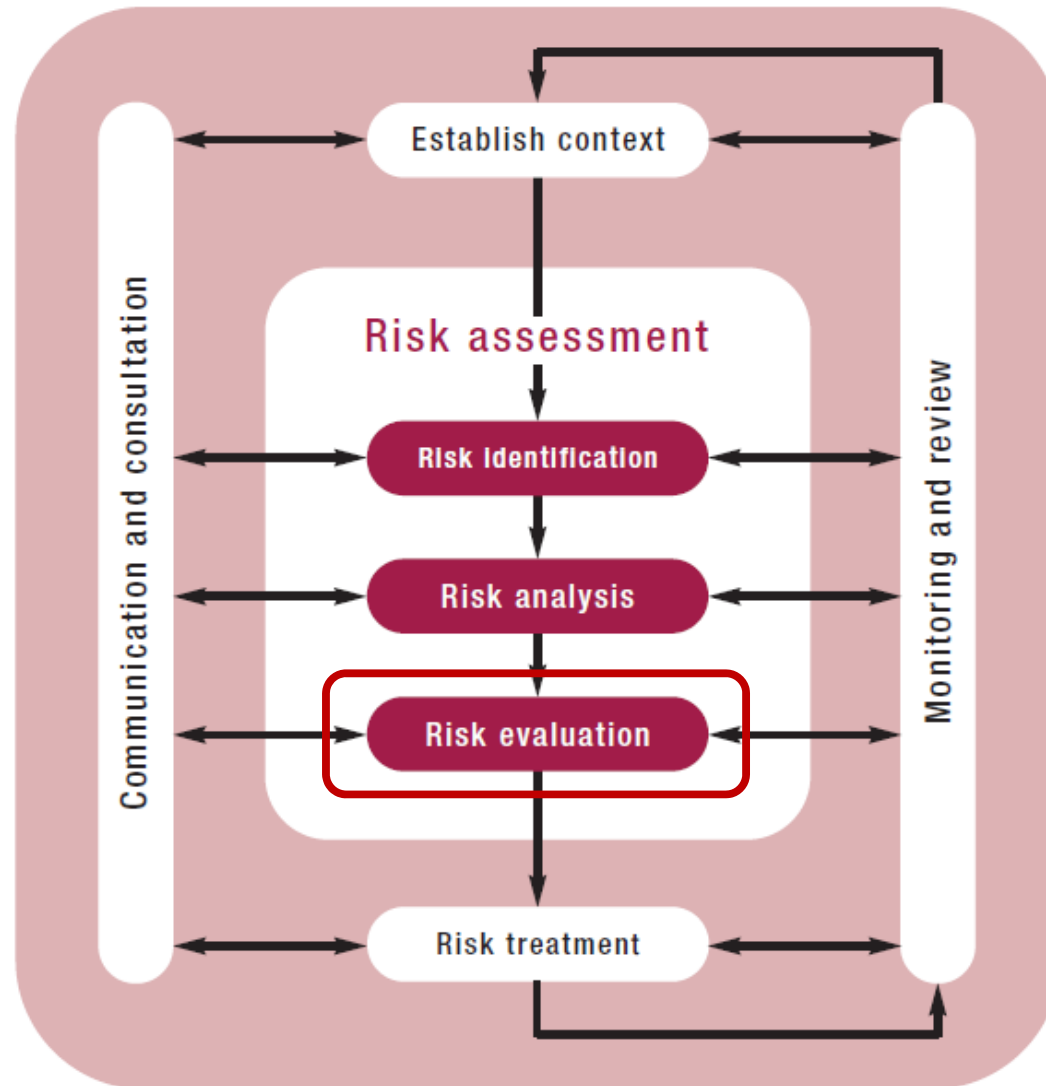 Establish context
Communication and consultation
Monitoring and review
Risk assessment
Risk identification
Risk analysis
Risk evaluation
Risk treatment